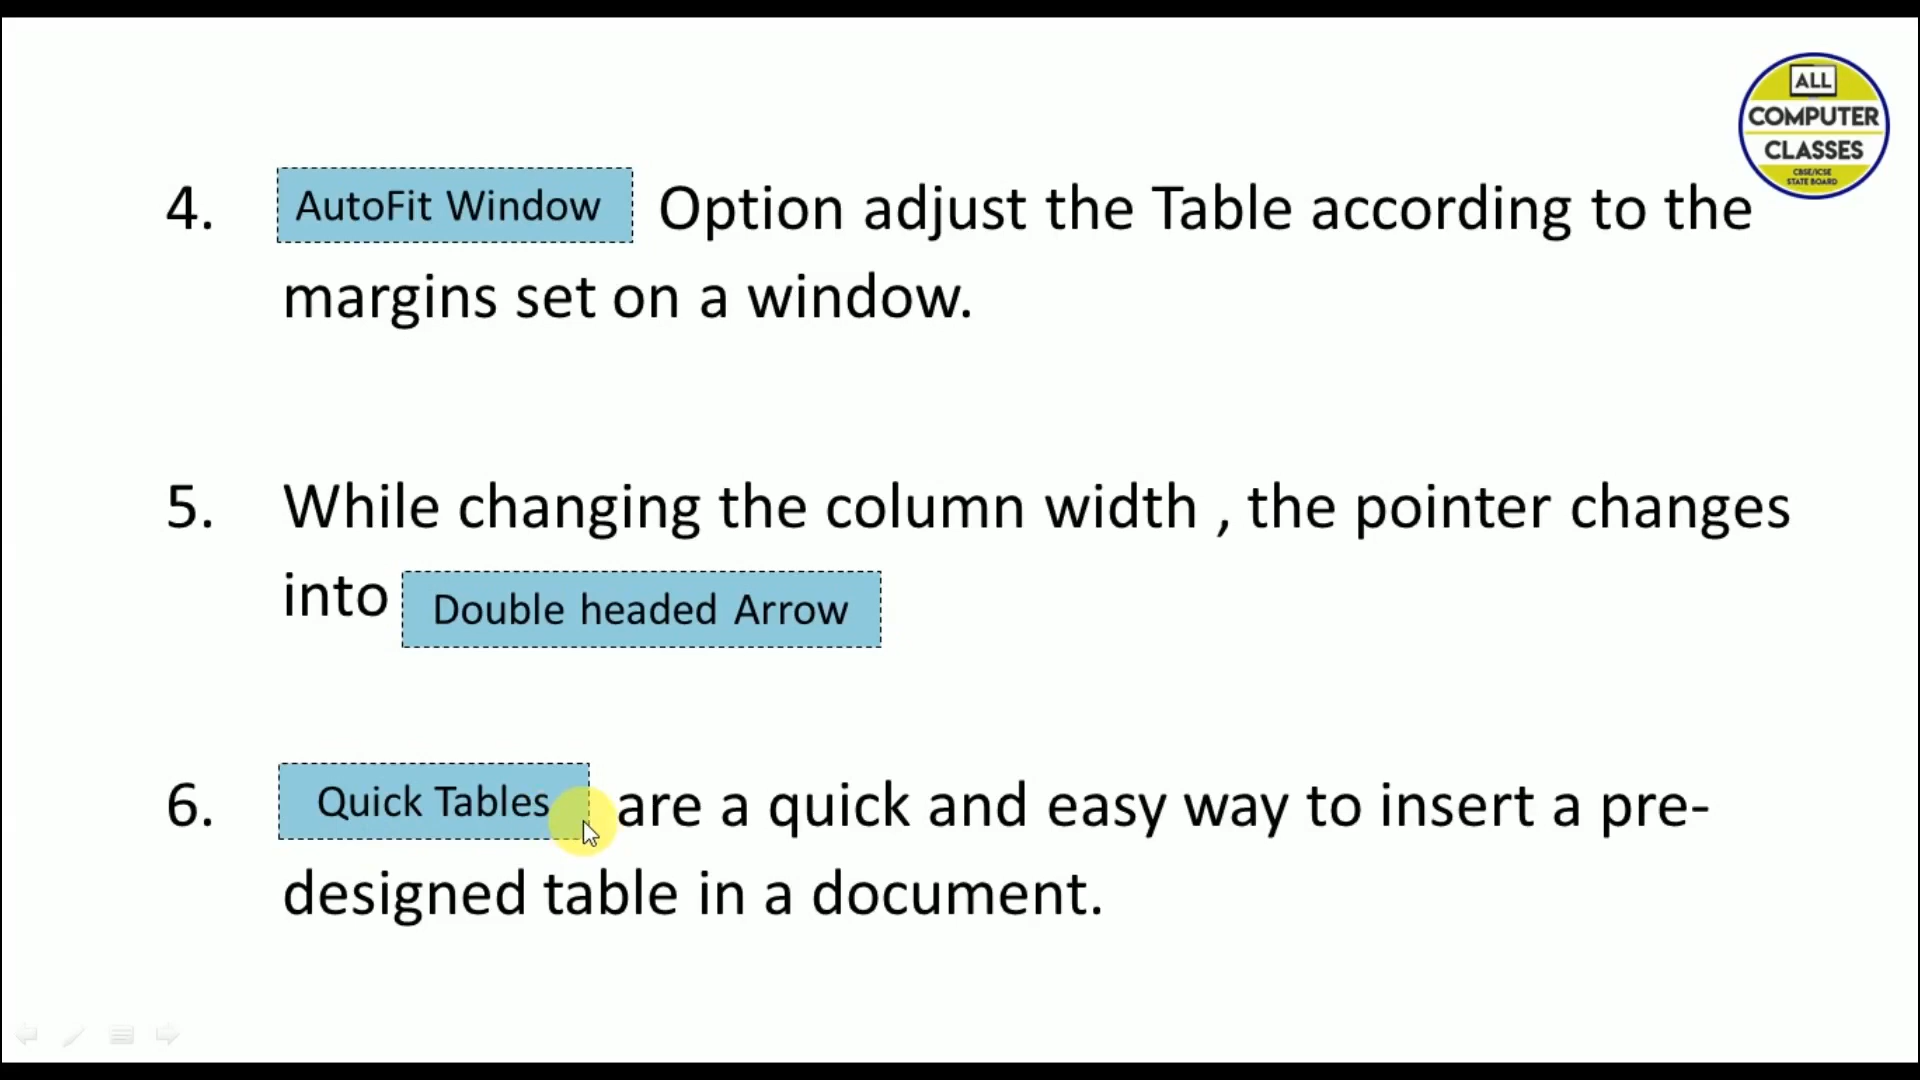 ALL
COMPUTER
CLASSES
CBSE/ICSE
STATE BOARD
4. AutoFit Window Option adjust the Table according to the
margins set on a window.
5. While changing the column width , the pointer changes
into Double headed Arrow
6. Quick Tables are a quick and easy way to insert a pre-
designed table in a document.